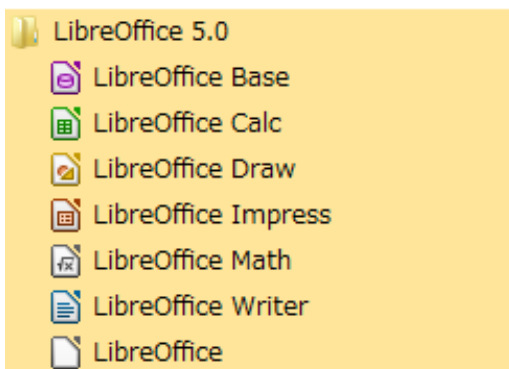 LibreOffice 5.0
LibreOffice Base
LibreOffice Calc
LibreOffice Draw
LibreOffice Impress
LibreOffice Math
LibreOffice Writer
LibreOffice